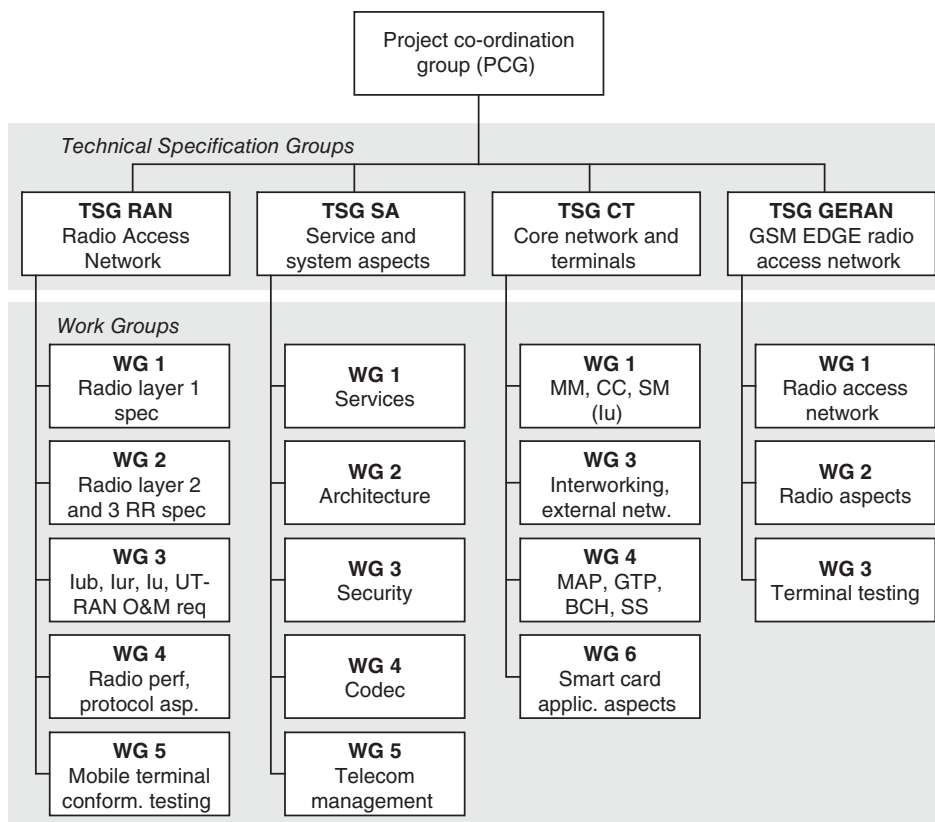 Project co-ordination
group (PCG)
Technical Specification Groups
TSG RAN
Radio Access
Network
TSG SA
Service and
system aspects
TSG CT
Core network and
terminals
TSG GERAN
GSM EDGE radio
access network
Work Groups
WG 1
Radio layer 1
spec
WG 2
Radio layer 2
and 3 RR spec
WG 3
Iub, Iur, Iu, UT-
RAN O&M req
WG 4
Radio perf,
protocol asp.
WG 5
Mobile terminal
conform. testing
WG 1
Services
WG 2
Architecture
WG 3
Security
WG 4
Codec
WG 5
Telecom
management
WG 1
MM, CC, SM
(Iu)
WG 3
Interworking,
external netw.
WG 4
MAP, GTP,
BCH, SS
WG 6
Smart card
applic. aspects
WG 1
Radio access
network
WG 2
Radio aspects
WG 3
Terminal testing